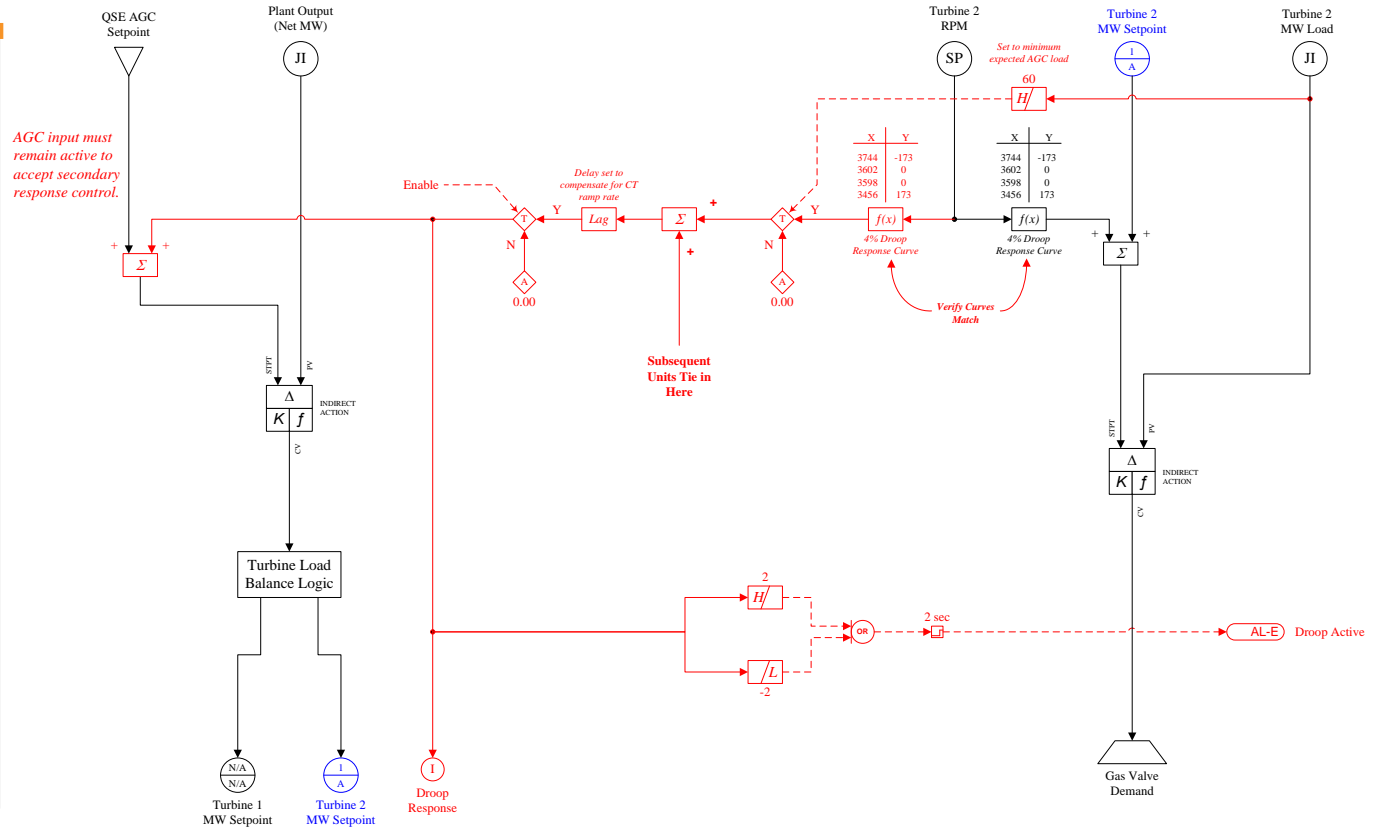 QSE AGC
Setpoint
Plant Output
(Net MW)
JI
Turbine 2
RPM
SP
Set to minimum
expected AGC load
60
H/
Turbine 2
MW Setpoint
1
A
Turbine 2
MW Load
JI
AGC input must
remain active to
accept secondary
response control.
X Y
3744 -173
3602 0
3598 0
3456 173
X Y
3744 -173
3602 0
3598 0
3456 173
Enable
Delay set to
compensate for CT
ramp rate
T
Y
Lag
Σ
+
+
T
Y
f(x)
f(x)
4% Droop
Response Curve
4% Droop
Response Curve
N
A
0.00
N
A
0.00
+ +
Σ
+ +
Σ
Verify Curves
Match
Subsequent
Units Tie in
Here
STPT
PV
Δ
K f
INDIRECT
ACTION
CV
STPT
PV
Δ
K f
INDIRECT
ACTION
CV
Turbine Load
Balance Logic
2
H/
/L
-2
OR
2 sec
AL-E
Droop Active
N/A
N/A
Turbine 1
MW Setpoint
1
A
Turbine 2
MW Setpoint
I
Droop
Response
Gas Valve
Demand